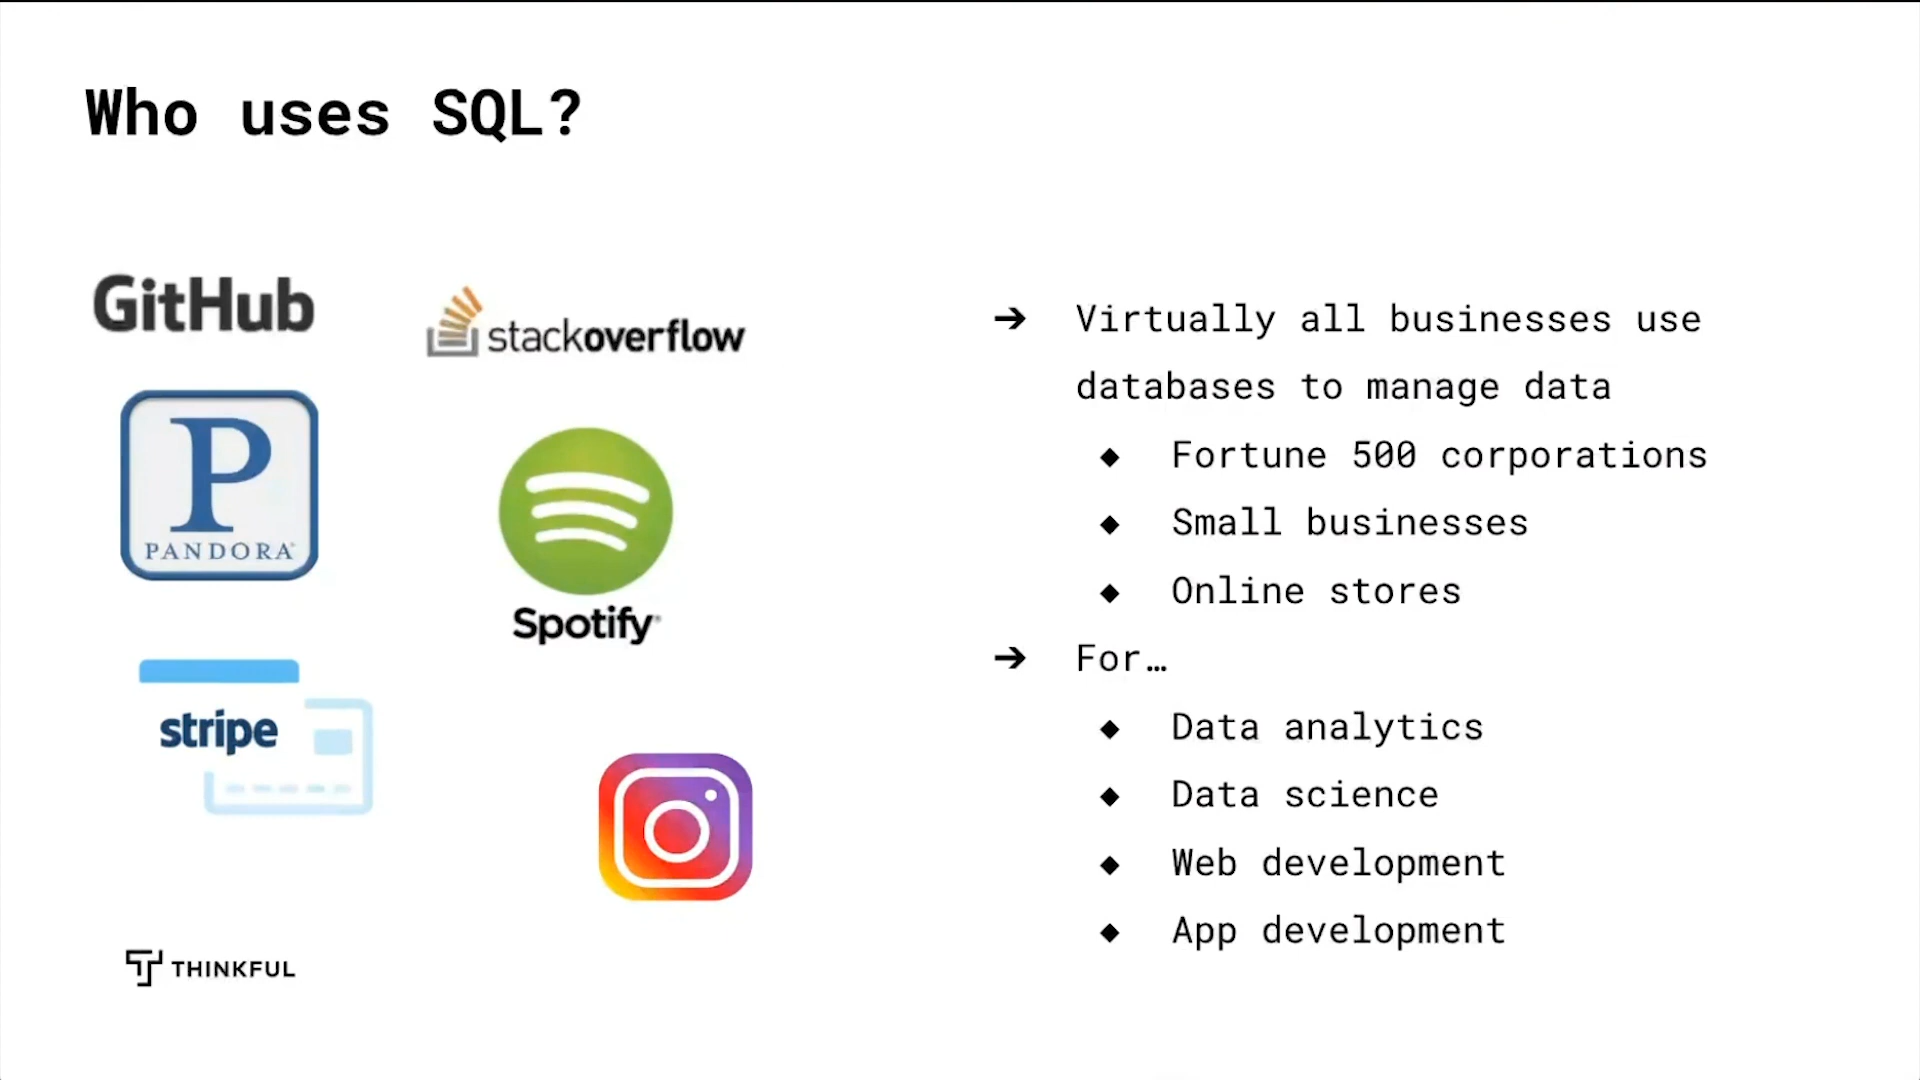 Who uses SQL?
GitHub
stackoverflow
P
PANDORA
Spotify
stripe
THINKFUL
➔ Virtually all businesses use
databases to manage data
◆ Fortune 500 corporations
◆ Small businesses
◆ Online stores
➔ For…
◆ Data analytics
◆ Data science
◆ Web development
◆ App development